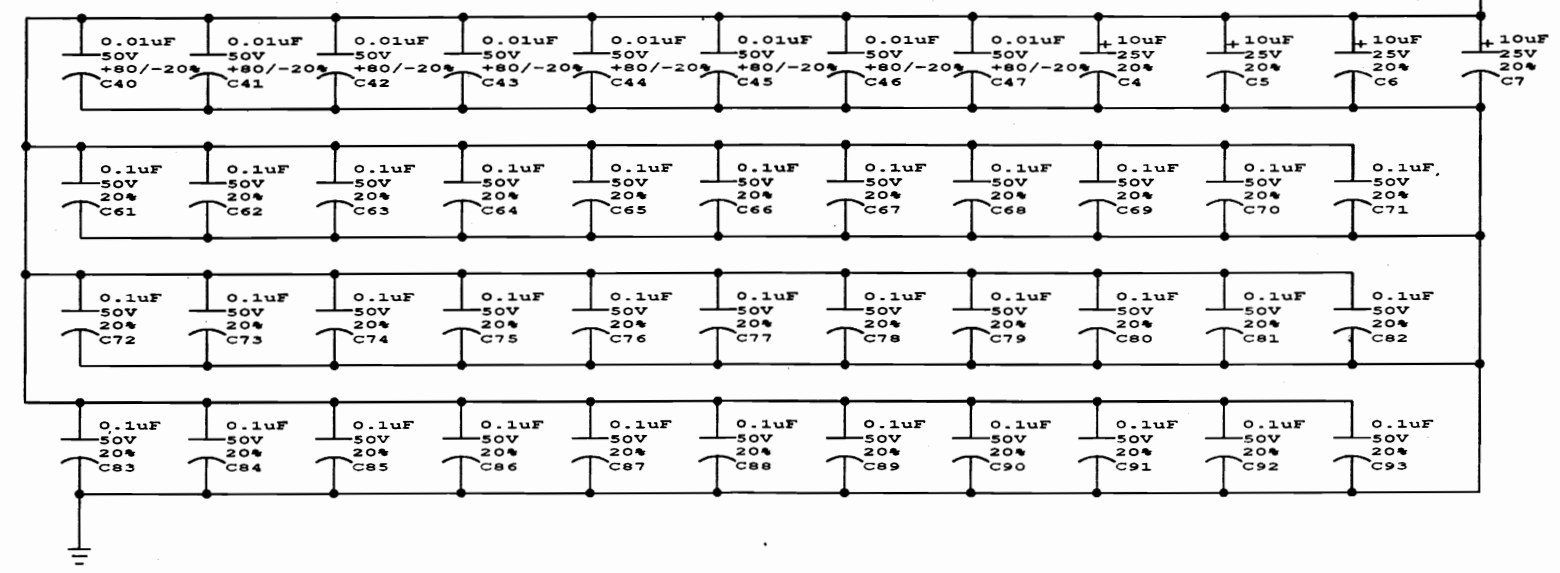 0.01uF 0.01uF 0.01uF 0.01uF 0.01uF 0.01uF 0.01uF 0.01uF + 10uF + 10uF + 10uF + 10uF
50V 50V 50V 50V 50V 50V 50V 50V 25V 25V 25V 25V
+80/-20% +80/-20% +80/-20% +80/-20% +80/-20% +80/-20% +80/-20% +80/-20% 20% 20% 20% 20%
C40 C41 C42 C43 C44 C45 C46 C47 C4 C5 C6 C7
0.1uF 0.1uF 0.1uF 0.1uF 0.1uF 0.1uF 0.1uF 0.1uF 0.1uF 0.1uF 0.1uF
50V 50V 50V 50V 50V 50V 50V 50V 50V 50V 50V
20% 20% 20% 20% 20% 20% 20% 20% 20% 20% 20%
C61 C62 C63 C64 C65 C66 C67 C68 C69 C70 C71
0.1uF 0.1uF 0.1uF 0.1uF 0.1uF 0.1uF 0.1uF 0.1uF 0.1uF 0.1uF 0.1uF
50V 50V 50V 50V 50V 50V 50V 50V 50V 50V 50V
20% 20% 20% 20% 20% 20% 20% 20% 20% 20% 20%
C72 C73 C74 C75 C76 C77 C78 C79 C80 C81 C82
0.1uF 0.1uF 0.1uF 0.1uF 0.1uF 0.1uF 0.1uF 0.1uF 0.1uF 0.1uF 0.1uF
50V 50V 50V 50V 50V 50V 50V 50V 50V 50V 50V
20% 20% 20% 20% 20% 20% 20% 20% 20% 20% 20%
C83 C84 C85 C86 C87 C88 C89 C90 C91 C92 C93